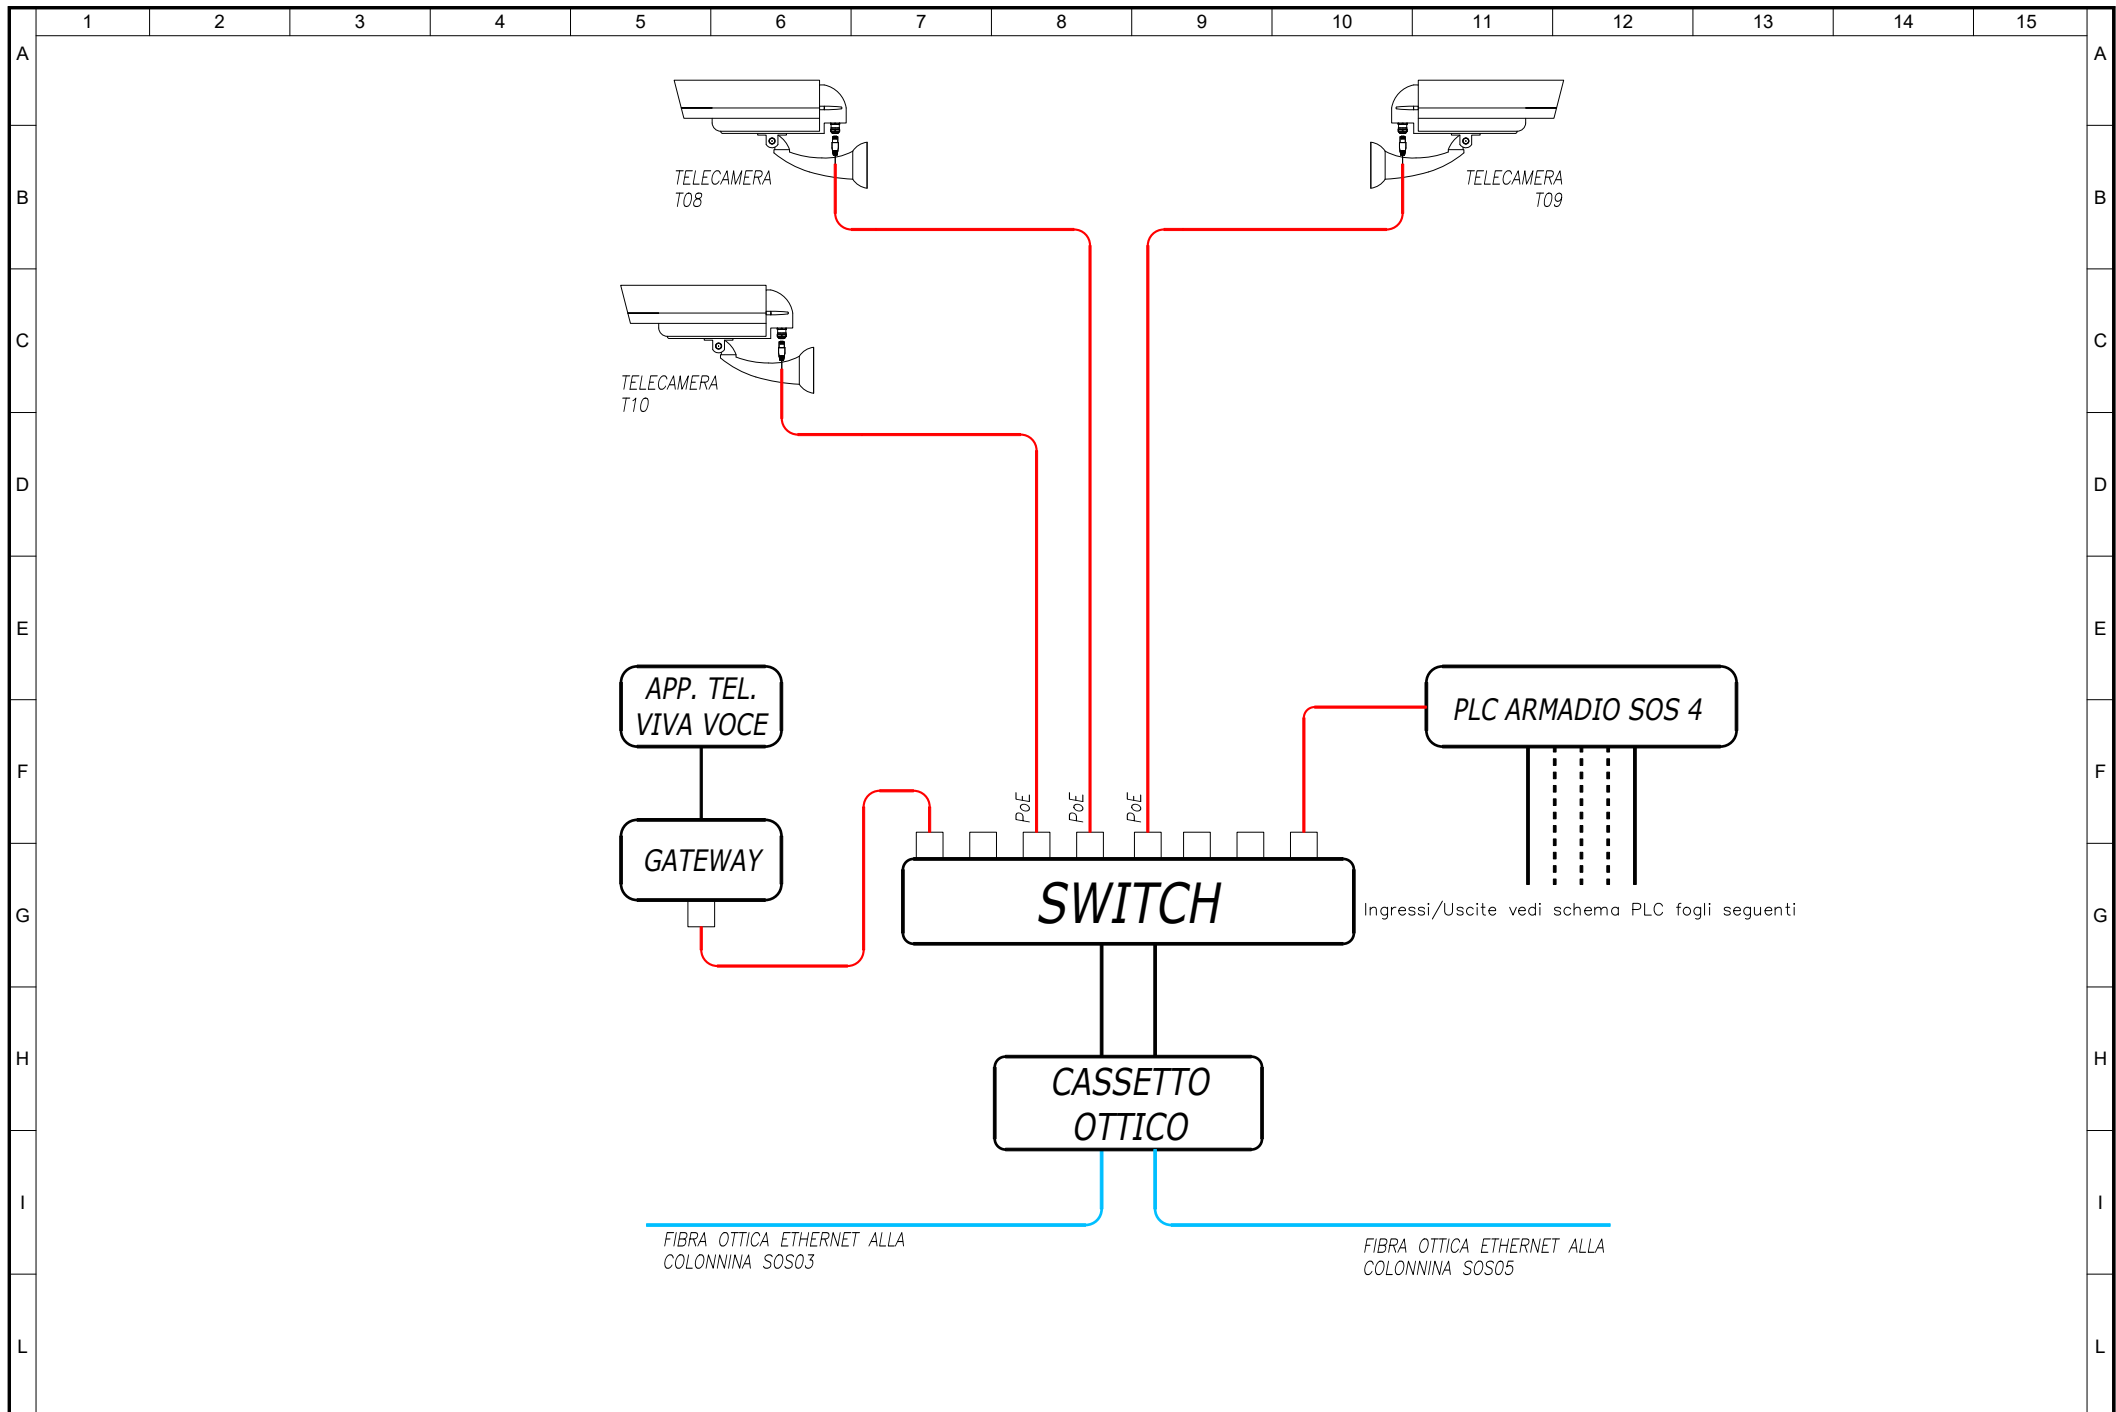 1 2 3 4 5 6 7 8 9 10 11 12 13 14 15
A A
TELECAMERA
T08
TELECAMERA
T09
B B
C C
TELECAMERA
T10
D D
E E
APP. TEL.
VIVA VOCE
PLC ARMADIO SOS 4
F F
PoE PoE PoE
GATEWAY
SWITCH
Ingressi/Uscite vedi schema PLC fogli seguenti
G G
H H
CASSETTO
OTTICO
I I
FIBRA OTTICA ETHERNET ALLA
COLONNINA SOS03
FIBRA OTTICA ETHERNET ALLA
COLONNINA SOS05
L L